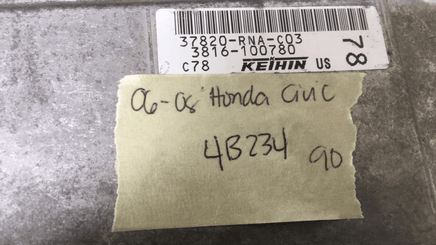 37820-RNA-C03
3816-100780
c78 KEIHIN US
78
06-08 Honda Civic
4B234 90